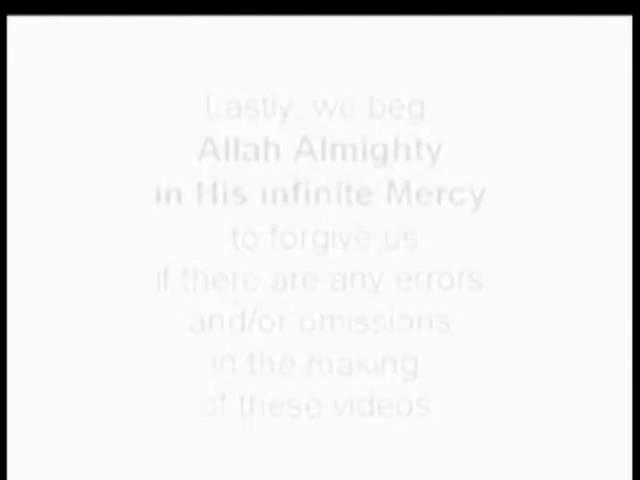 Lastly, we beg
Allah Almighty
in His infinite Mercy
to forgive us
if there are any errors
and/or omissions
in the making
of these videos